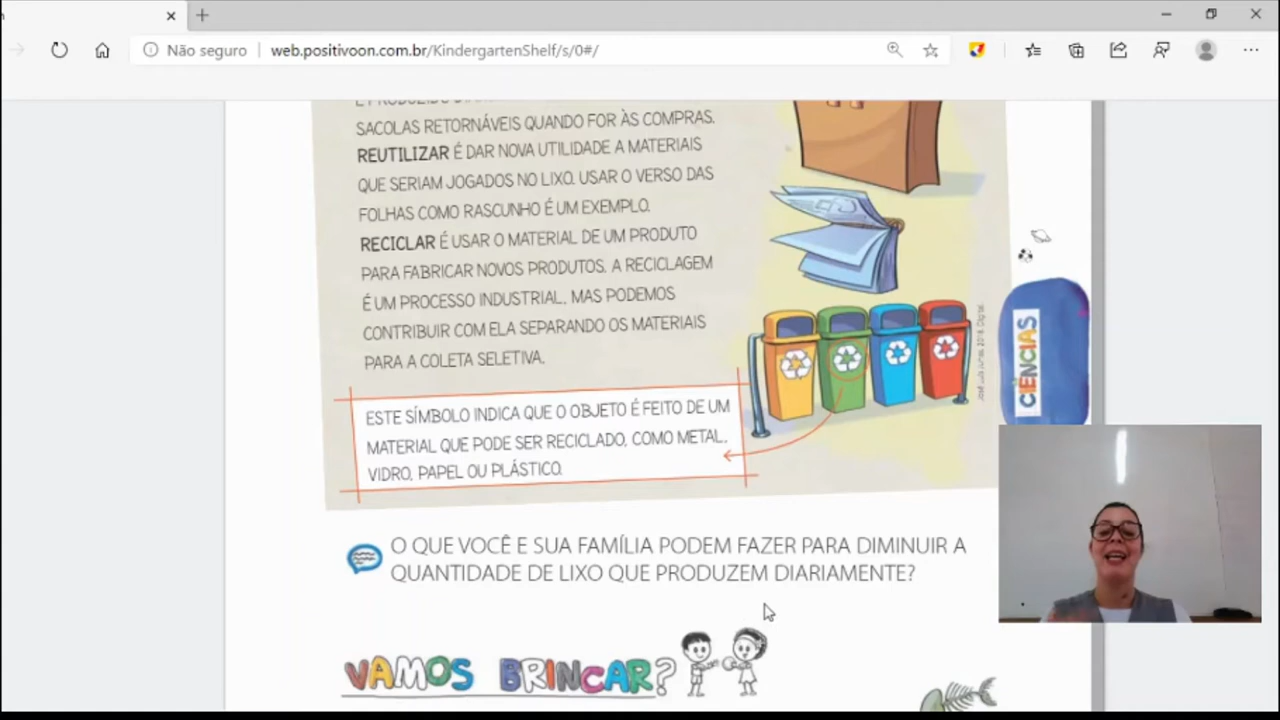 Não seguro
web.positivoon.com.br/KindergartenShelf/s/0#/
SACOLAS RETORNÁVEIS QUANDO FOR ÀS COMPRAS.
REUTILIZAR É DAR NOVA UTILIDADE A MATERIAIS
QUE SERIAM JOGADOS NO LIXO. USAR O VERSO DAS
FOLHAS COMO RASCUNHO É UM EXEMPLO.
RECICLAR É USAR O MATERIAL DE UM PRODUTO
PARA FABRICAR NOVOS PRODUTOS. A RECICLAGEM
É UM PROCESSO INDUSTRIAL, MAS PODEMOS
CONTRIBUIR COM ELA SEPARANDO OS MATERIAIS
PARA A COLETA SELETIVA.
ESTE SÍMBOLO INDICA QUE O OBJETO É FEITO DE UM
MATERIAL QUE PODE SER RECICLADO, COMO METAL,
VIDRO, PAPEL OU PLÁSTICO.
CIÊNCIAS
O QUE VOCÊ E SUA FAMÍLIA PODEM FAZER PARA DIMINUIR A
QUANTIDADE DE LIXO QUE PRODUZEM DIARIAMENTE?
VAMOS BRINCAR?